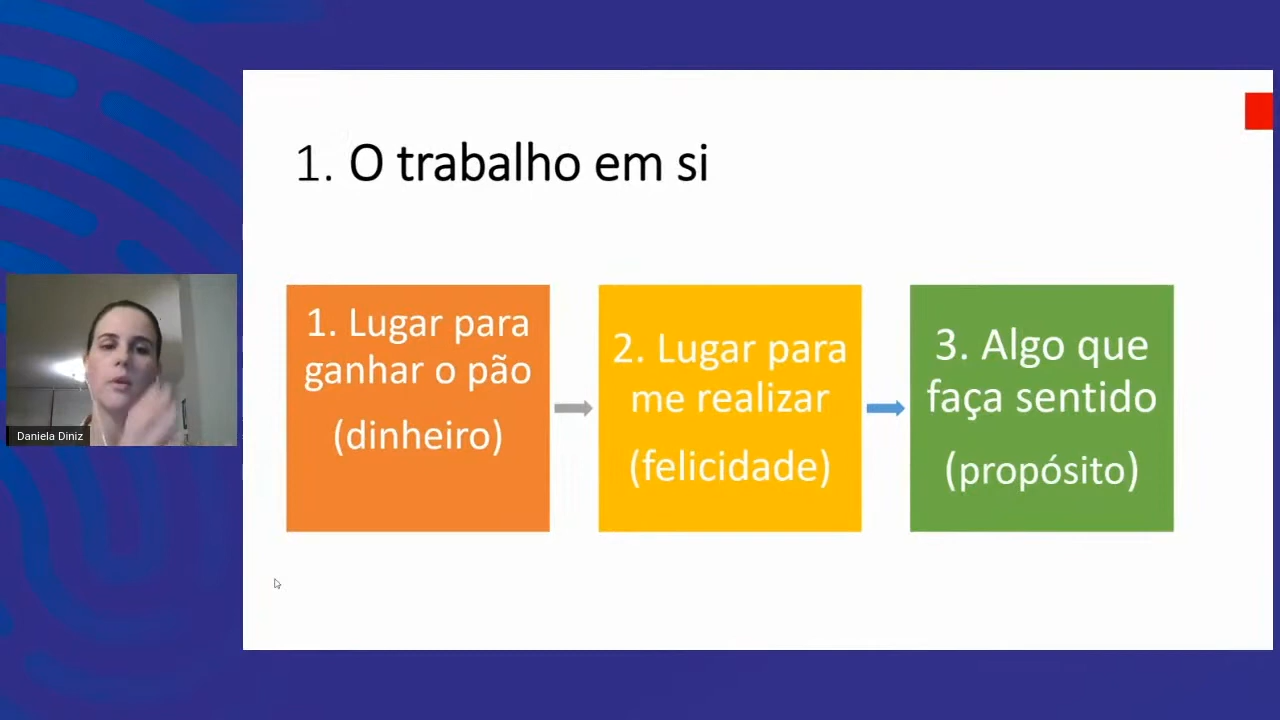 1. O trabalho em si
1. Lugar para
ganhar o pão
(dinheiro)
2. Lugar para
me realizar
(felicidade)
3. Algo que
faça sentido
(propósito)
Daniela Diniz